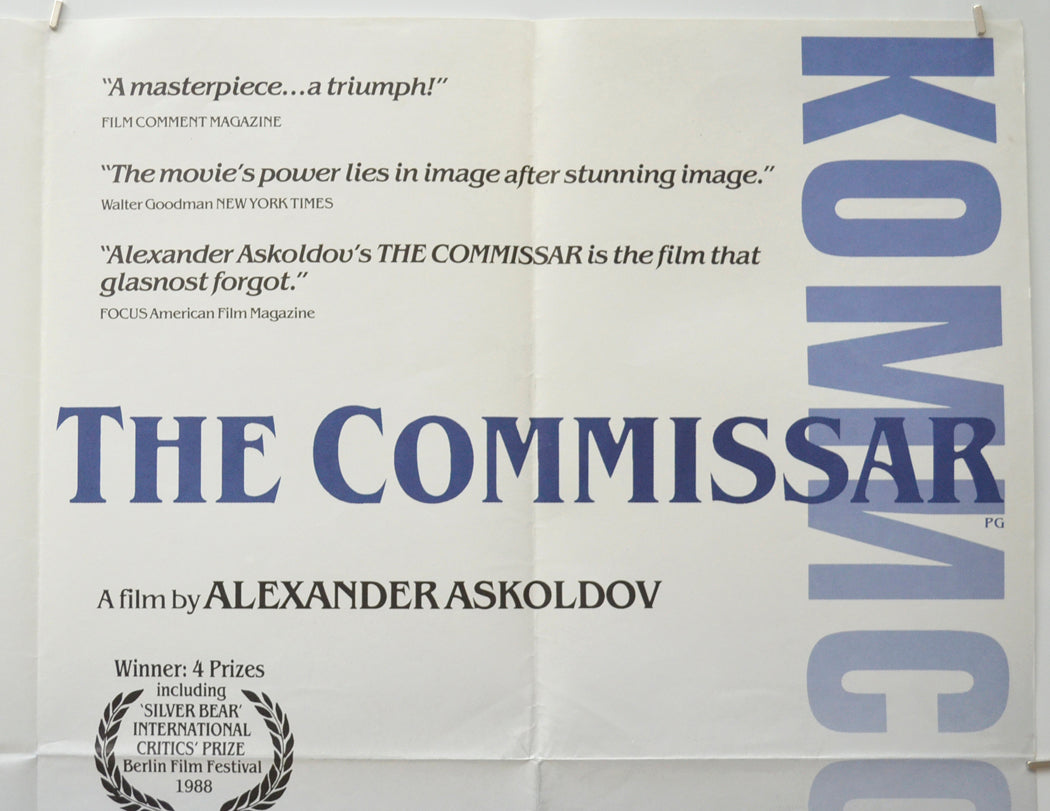 “A masterpiece...a triumph!”
FILM COMMENT MAGAZINE
“The movie’s power lies in image after stunning image.”
Walter Goodman NEW YORK TIMES
“Alexander Askoldov’s THE COMMISSAR is the film that
glasnost forgot.”
FOCUS American Film Magazine
THE COMMISSAR
PG
A film by ALEXANDER ASKOLDOV
Winner: 4 Prizes
including
‘SILVER BEAR’
INTERNATIONAL
CRITICS’ PRIZE
Berlin Film Festival
1988
КОМИС